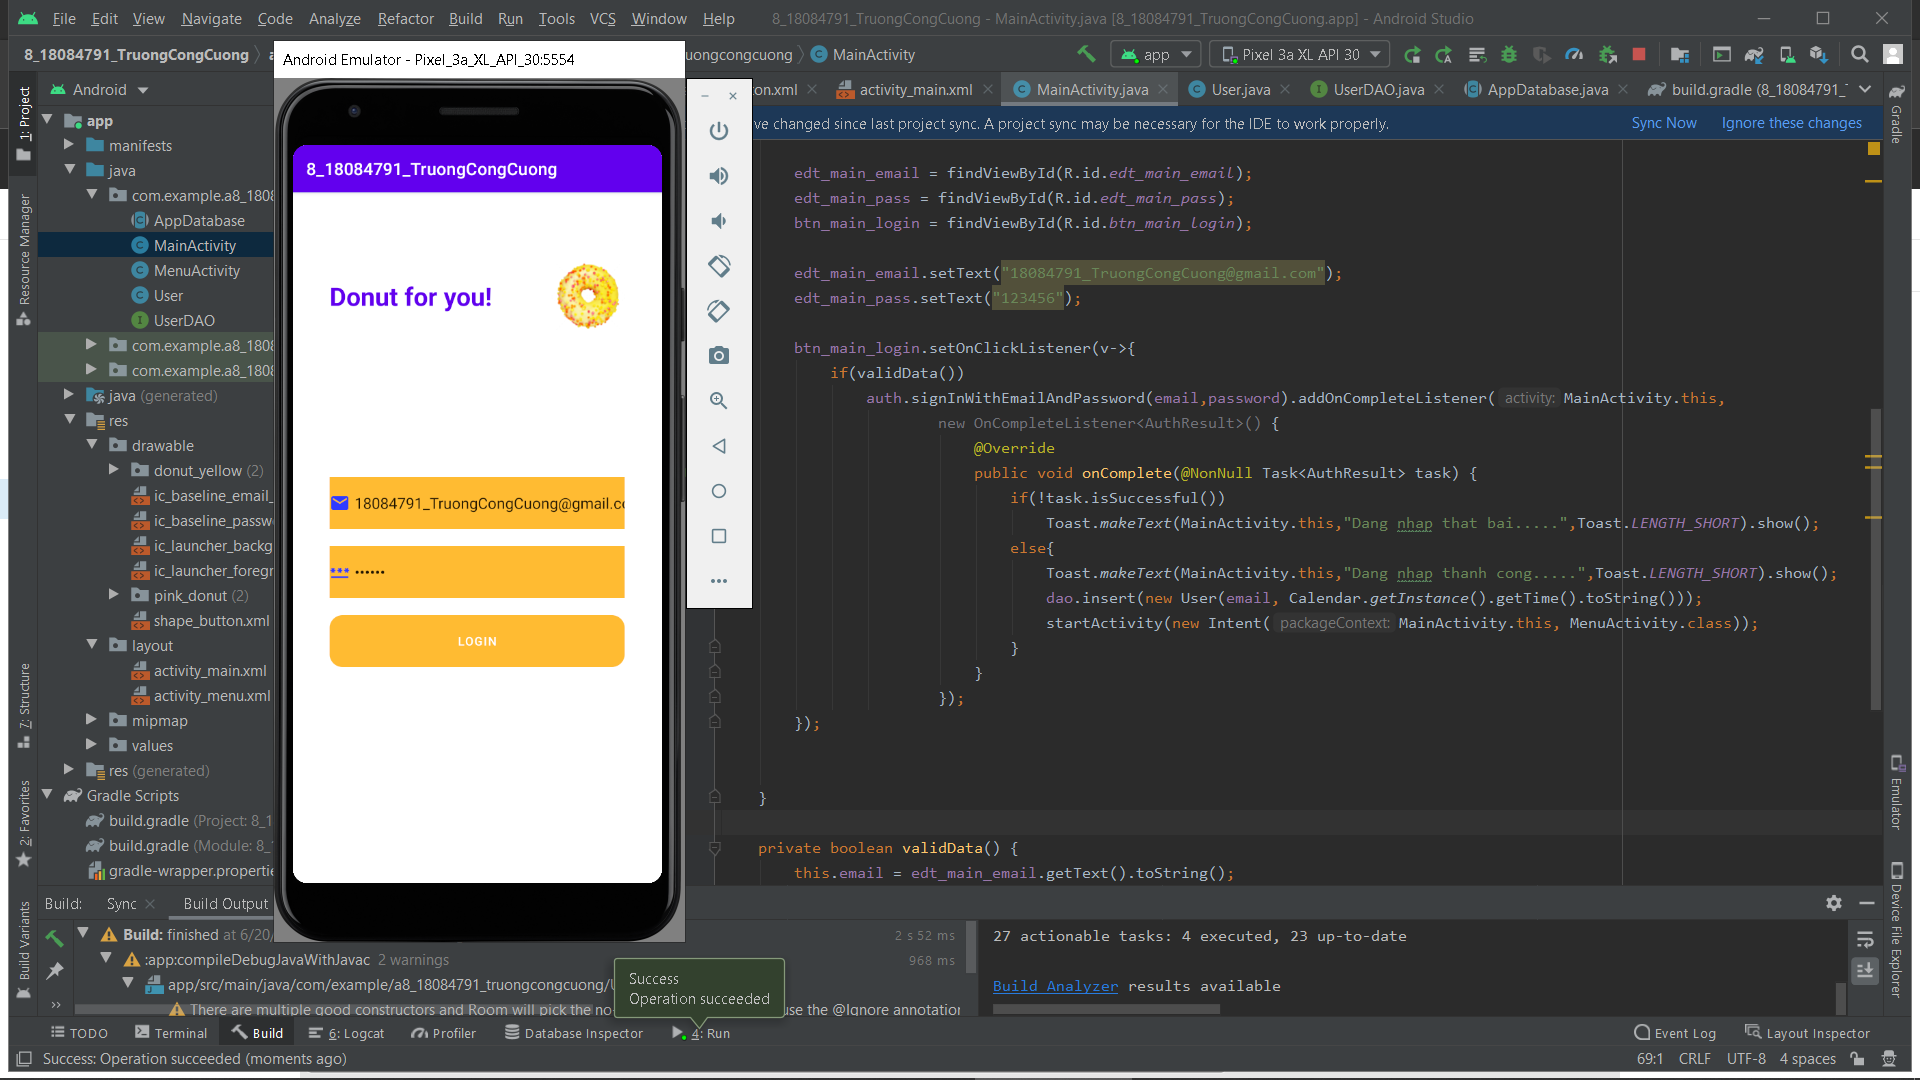 File Edit View Navigate Code Analyze Refactor Build Run Tools VCS Window Help 8_18084791_TruongCongCuong - MainActivity.java [8_18084791_TruongCongCuong.app] - Android Studio
8_18084791_TruongCongCuong
uongcongcuong MainActivity
app Pixel 3a XL API 30
Android Emulator - Pixel_3a_XL_API_30:5554
Android
activity_main.xml MainActivity.java User.java UserDAO.java AppDatabase.java build.gradle (8_18084791_
ve changed since last project sync. A project sync may be necessary for the IDE to work properly. Sync Now Ignore these changes
1: Project
Resource Manager
7: Structure
2: Favorites
Build Variants
app
manifests
java
com.example.a8_1808
AppDatabase
MainActivity
MenuActivity
User
UserDAO
com.example.a8_1808
com.example.a8_1808
java (generated)
res
drawable
donut_yellow (2)
ic_baseline_email_
ic_baseline_passw
ic_launcher_backg
ic_launcher_foregr
pink_donut (2)
shape_button.xml
layout
activity_main.xml
activity_menu.xml
mipmap
values
res (generated)
Gradle Scripts
build.gradle (Project: 8_1
build.gradle (Module: 8_
gradle-wrapper.propertie
8_18084791_TruongCongCuong
Donut for you!
18084791_TruongCongCuong@gmail.co
LOGIN
edt_main_email = findViewById(R.id.edt_main_email);
edt_main_pass = findViewById(R.id.edt_main_pass);
btn_main_login = findViewById(R.id.btn_main_login);
edt_main_email.setText("18084791_TruongCongCuong@gmail.com");
edt_main_pass.setText("123456");
btn_main_login.setOnClickListener(v->{
if(validData())
auth.signInWithEmailAndPassword(email,password).addOnCompleteListener( activity: MainActivity.this,
new OnCompleteListener<AuthResult>() {
@Override
public void onComplete(@NonNull Task<AuthResult> task) {
if(!task.isSuccessful())
Toast.makeText(MainActivity.this,"Dang nhap that bai.....",Toast.LENGTH_SHORT).show();
else{
Toast.makeText(MainActivity.this,"Dang nhap thanh cong.....",Toast.LENGTH_SHORT).show();
dao.insert(new User(email, Calendar.getInstance().getTime().toString()));
startActivity(new Intent( packageContext: MainActivity.this, MenuActivity.class));
}
}
});
});
}
private boolean validData() {
this.email = edt_main_email.getText().toString();
Gradle
Emulator
Device File Explorer
Build: Sync Build Output
Build: finished at 6/20/ 2 s 52 ms
:app:compileDebugJavaWithJavac 2 warnings 968 ms
app/src/main/java/com/example/a8_18084791_truongcongcuong/U
There are multiple good constructors and Room will pick the no use the @Ignore annotation
27 actionable tasks: 4 executed, 23 up-to-date
Build Analyzer results available
Success
Operation succeeded
TODO Terminal Build 6: Logcat Profiler Database Inspector 4: Run Event Log Layout Inspector
Success: Operation succeeded (moments ago) 69:1 CRLF UTF-8 4 spaces